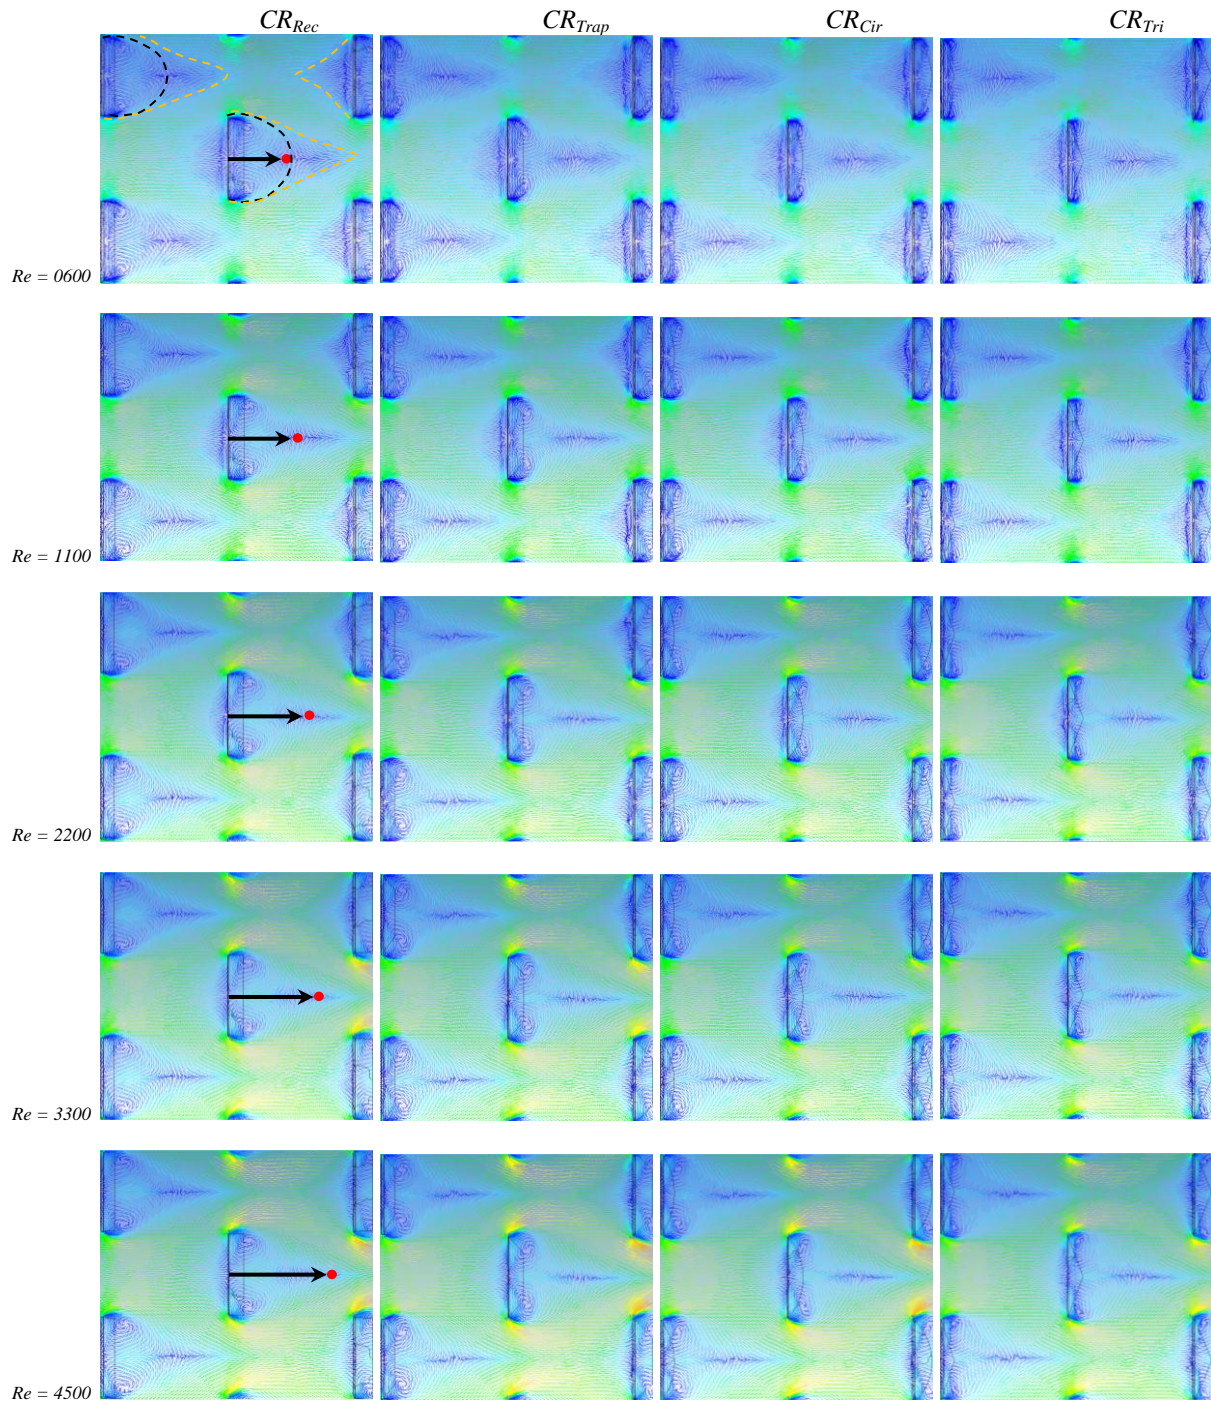 CR_Rec CR_Trap CR_Cir CR_Tri
Re = 0600
Re = 1100
Re = 2200
Re = 3300
Re = 4500